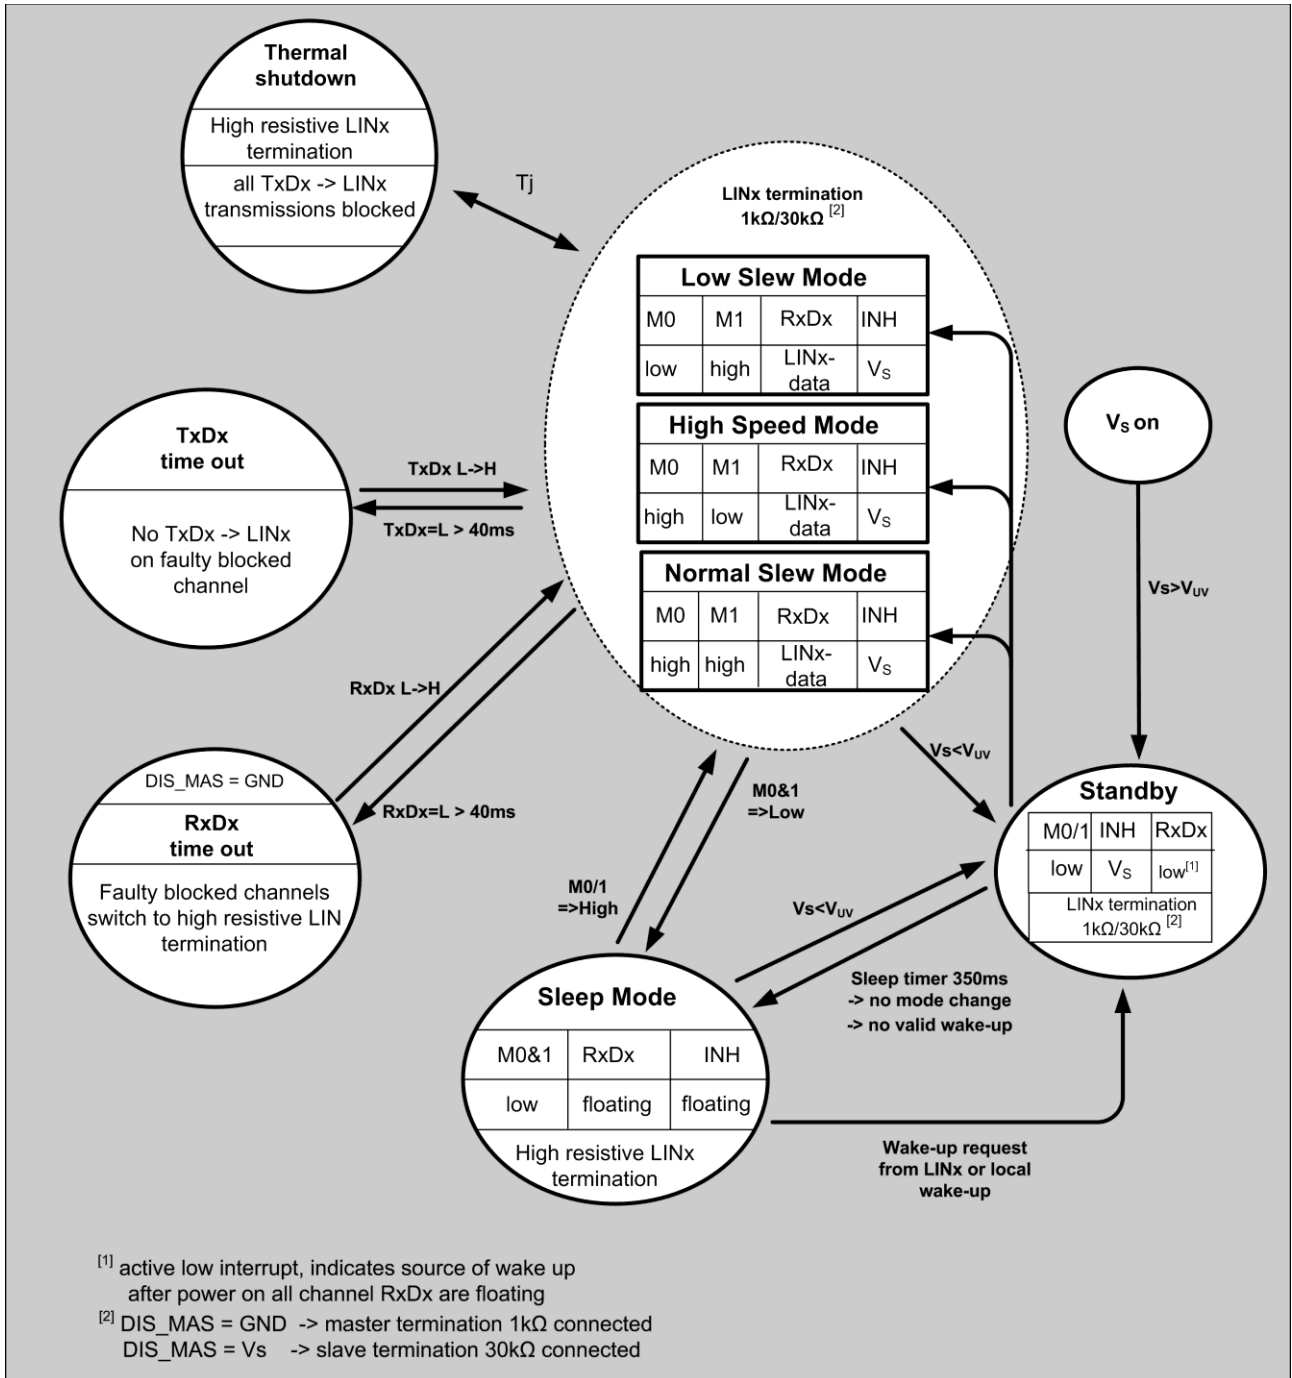 Thermal
shutdown
High resistive LINx
termination
all TxDx -> LINx
transmissions blocked
Tj
LINx termination
1kΩ/30kΩ [2]
Low Slew Mode
M0 M1 RxDx INH
low high LINx-data VS
High Speed Mode
M0 M1 RxDx INH
high low LINx-data VS
Normal Slew Mode
M0 M1 RxDx INH
high high LINx-data VS
VS on
Vs>VUV
TxDx
time out
No TxDx -> LINx
on faulty blocked
channel
TxDx L->H
TxDx=L > 40ms
RxDx L->H
RxDx=L > 40ms
DIS_MAS = GND
RxDx
time out
Faulty blocked channels
switch to high resistive LIN
termination
M0/1
=>High
M0&1
=>Low
Vs<VUV
Standby
M0/1 INH RxDx
low VS low[1]
LINx termination
1kΩ/30kΩ [2]
Vs<VUV
Sleep timer 350ms
-> no mode change
-> no valid wake-up
Sleep Mode
M0&1 RxDx INH
low floating floating
High resistive LINx
termination
Wake-up request
from LINx or local
wake-up
[1] active low interrupt, indicates source of wake up
after power on all channel RxDx are floating
[2] DIS_MAS = GND -> master termination 1kΩ connected
DIS_MAS = Vs -> slave termination 30kΩ connected